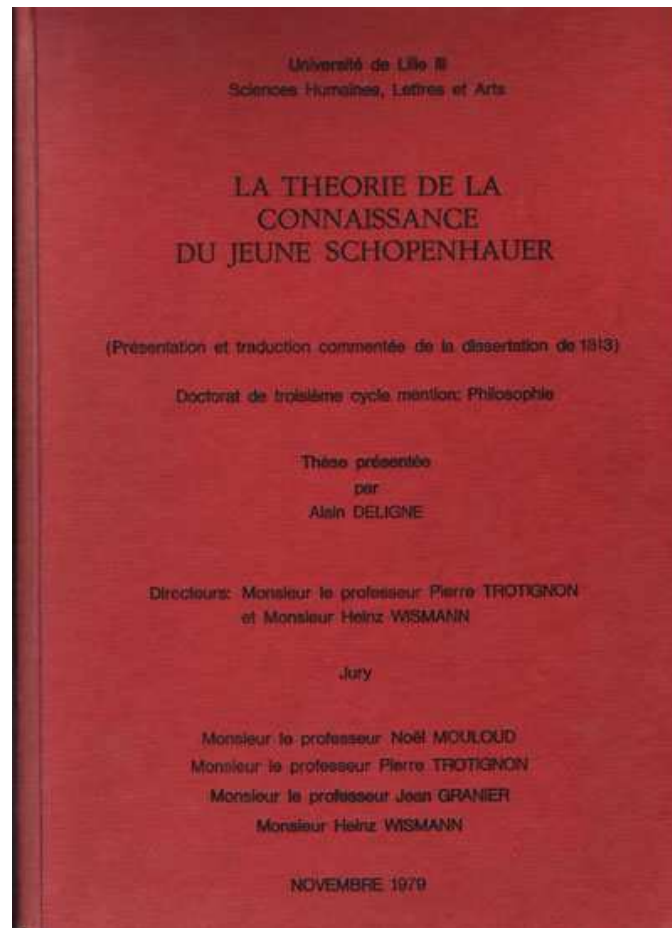 Université de Lille III
Sciences Humaines, Lettres et Arts
LA THEORIE DE LA
CONNAISSANCE
DU JEUNE SCHOPENHAUER
(Présentation et traduction commentée de la dissertation de 1813)
Doctorat de troisième cycle mention: Philosophie
Thèse présentée
par
Alain DELIGNE
Directeurs: Monsieur le professeur Pierre TROTIGNON
et Monsieur Heinz WISMANN
Jury
Monsieur le professeur Noël MOULOUD
Monsieur le professeur Pierre TROTIGNON
Monsieur le professeur Jean GRANIER
Monsieur Heinz WISMANN
NOVEMBRE 1979